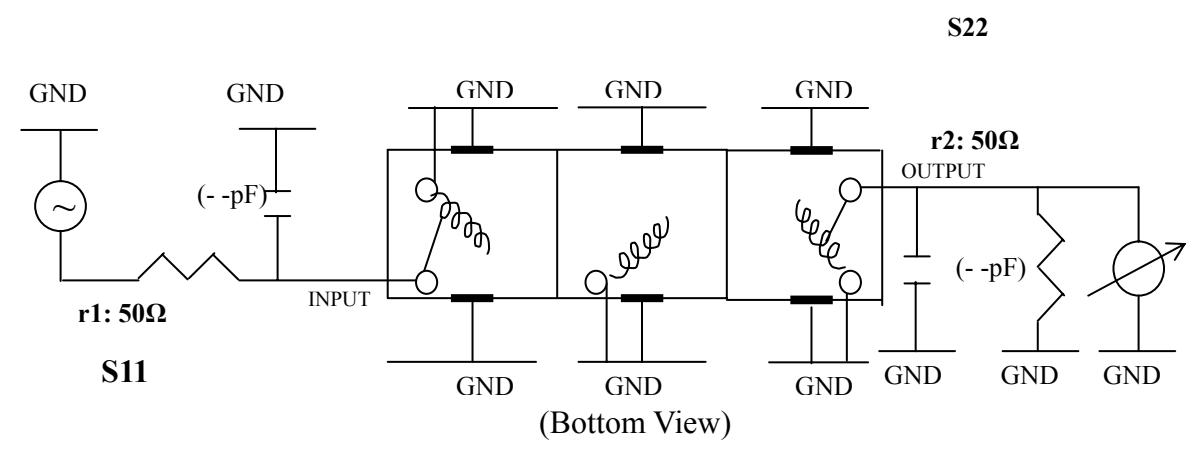 S22
GND
GND
GND
GND
GND
r2: 50Ω
OUTPUT
(- -pF)
~
(- -pF)
INPUT
r1: 50Ω
S11
GND
GND
GND
GND
GND
GND
(Bottom View)